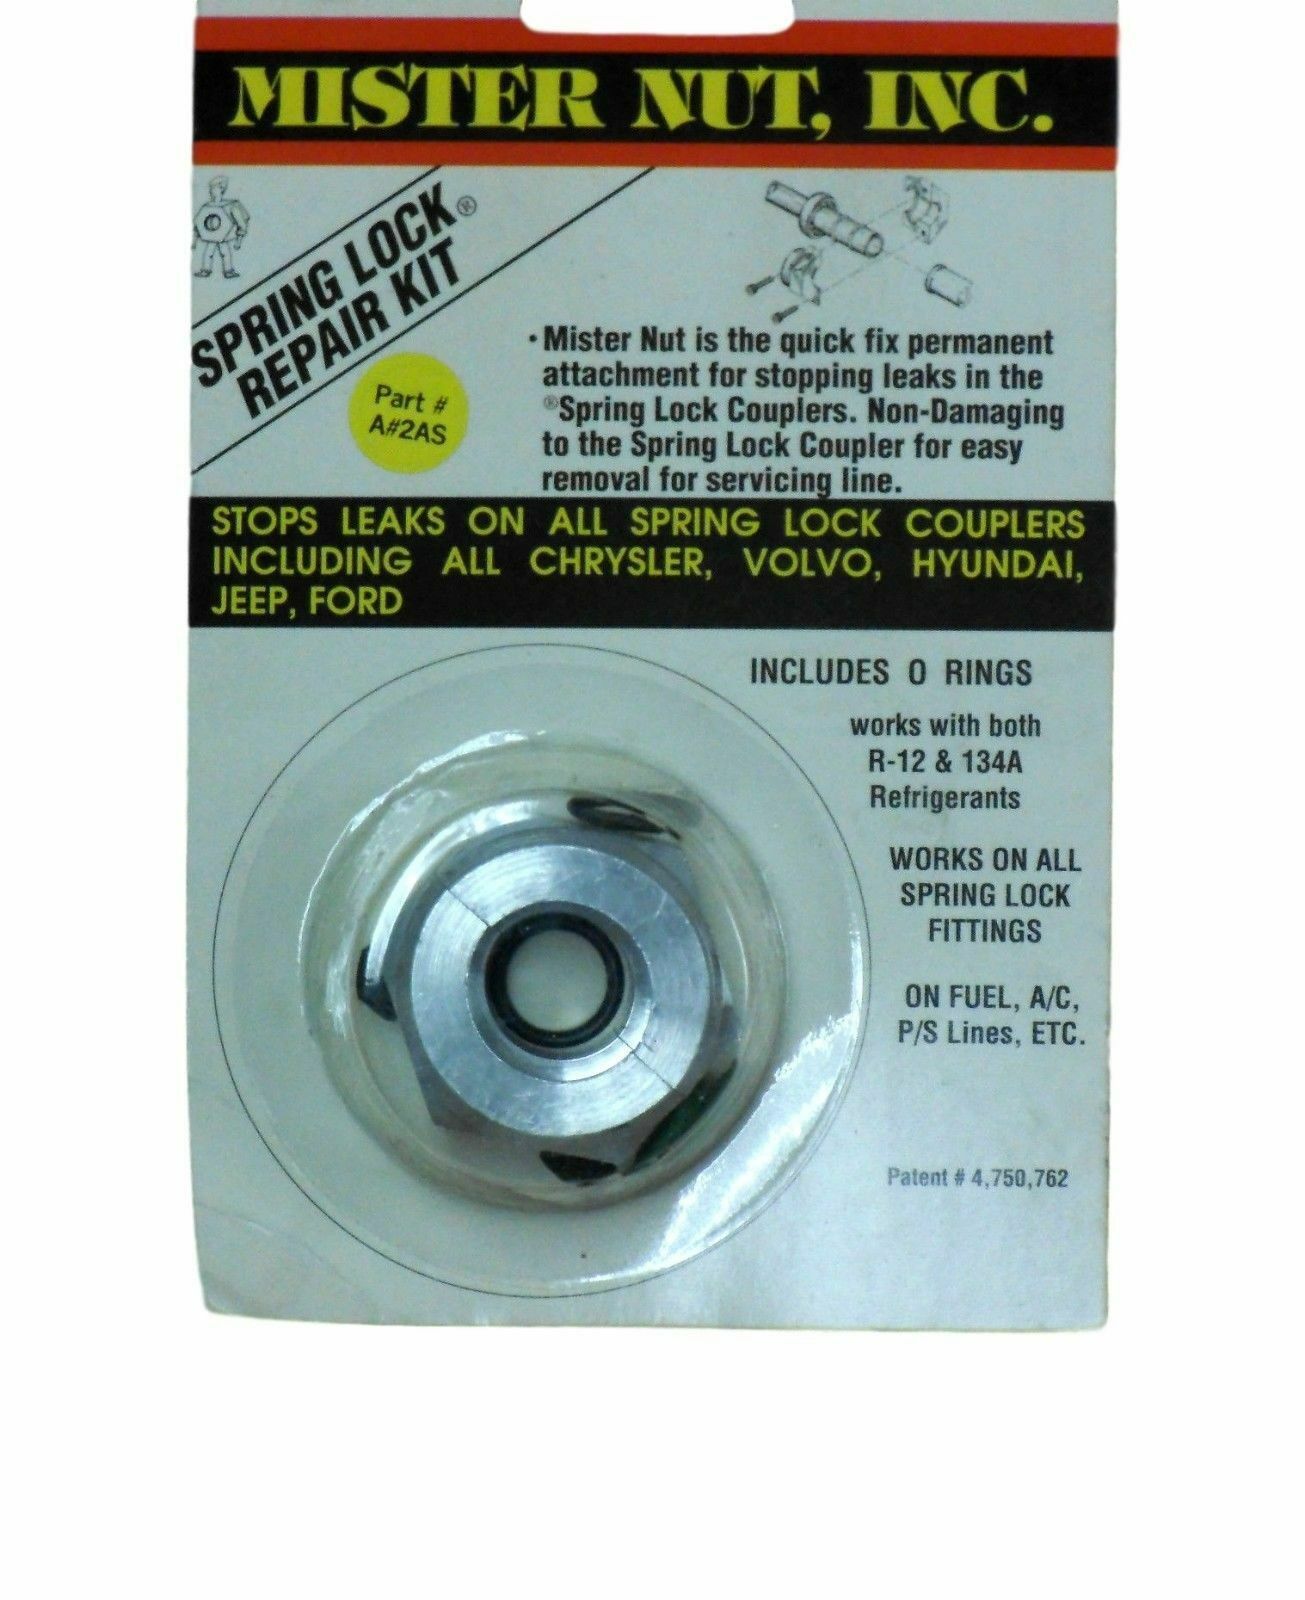 MISTER NUT, INC.
SPRING LOCK®
REPAIR KIT
Part #
A#2AS
• Mister Nut is the quick fix permanent
attachment for stopping leaks in the
®Spring Lock Couplers. Non-Damaging
to the Spring Lock Coupler for easy
removal for servicing line.
STOPS LEAKS ON ALL SPRING LOCK COUPLERS
INCLUDING ALL CHRYSLER, VOLVO, HYUNDAI,
JEEP, FORD
INCLUDES O RINGS
works with both
R-12 & 134A
Refrigerants
WORKS ON ALL
SPRING LOCK
FITTINGS
ON FUEL, A/C,
P/S Lines, ETC.
Patent # 4,750,762